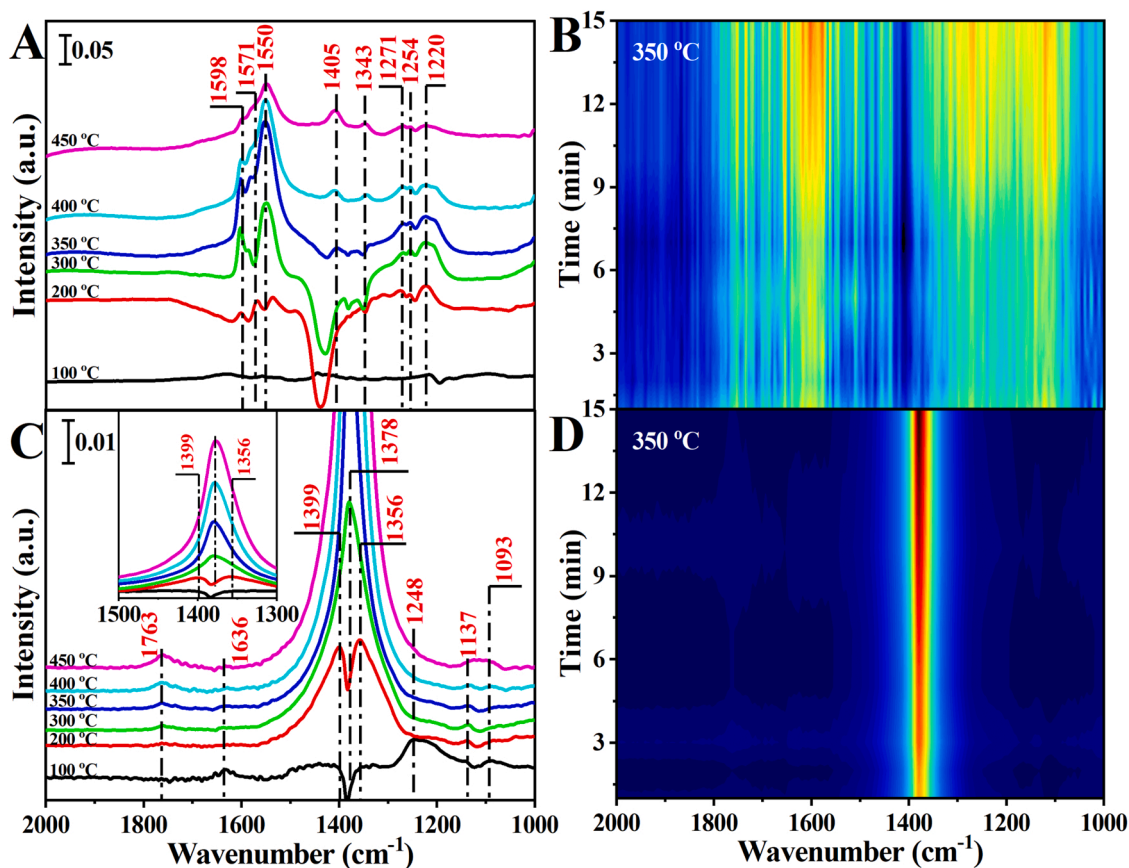 A
0.05
1598
1571
1550
1405
1343
1271
1254
1220
450 °C
400 °C
350 °C
300 °C
200 °C
100 °C
Intensity (a.u.)
B
350 °C
15
12
9
6
3
Time (min)
C
0.01
1399
1356
1500
1400
1300
1399
1378
1356
1763
1636
1248
1137
1093
450 °C
400 °C
350 °C
300 °C
200 °C
100 °C
Intensity (a.u.)
2000
1800
1600
1400
1200
1000
Wavenumber (cm-1)
D
350 °C
15
12
9
6
3
Time (min)
2000
1800
1600
1400
1200
1000
Wavenumber (cm-1)